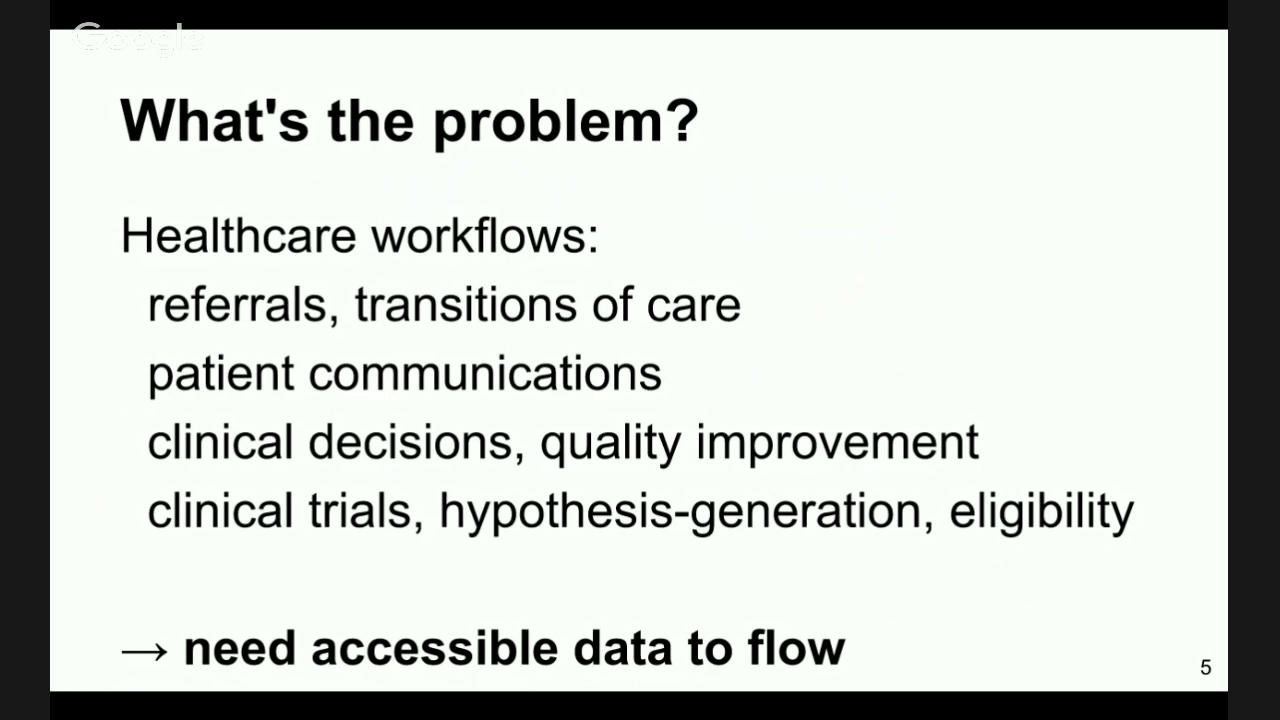 Google
What's the problem?
Healthcare workflows:
referrals, transitions of care
patient communications
clinical decisions, quality improvement
clinical trials, hypothesis-generation, eligibility
→ need accessible data to flow
5